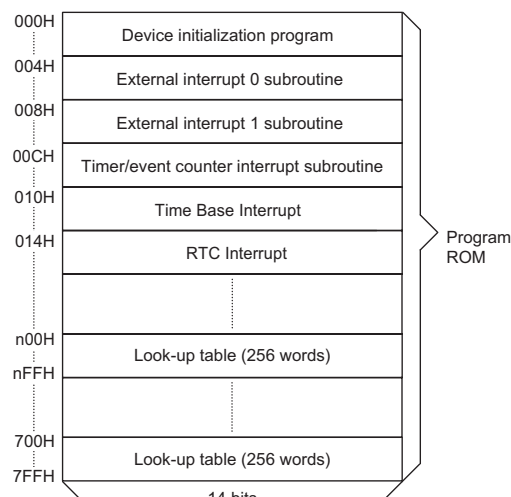 000H
Device initialization program
004H
External interrupt 0 subroutine
008H
External interrupt 1 subroutine
00CH
Timer/event counter interrupt subroutine
010H
Time Base Interrupt
014H
RTC Interrupt
Program
ROM
n00H
Look-up table (256 words)
nFFH
700H
Look-up table (256 words)
7FFH
14 bits